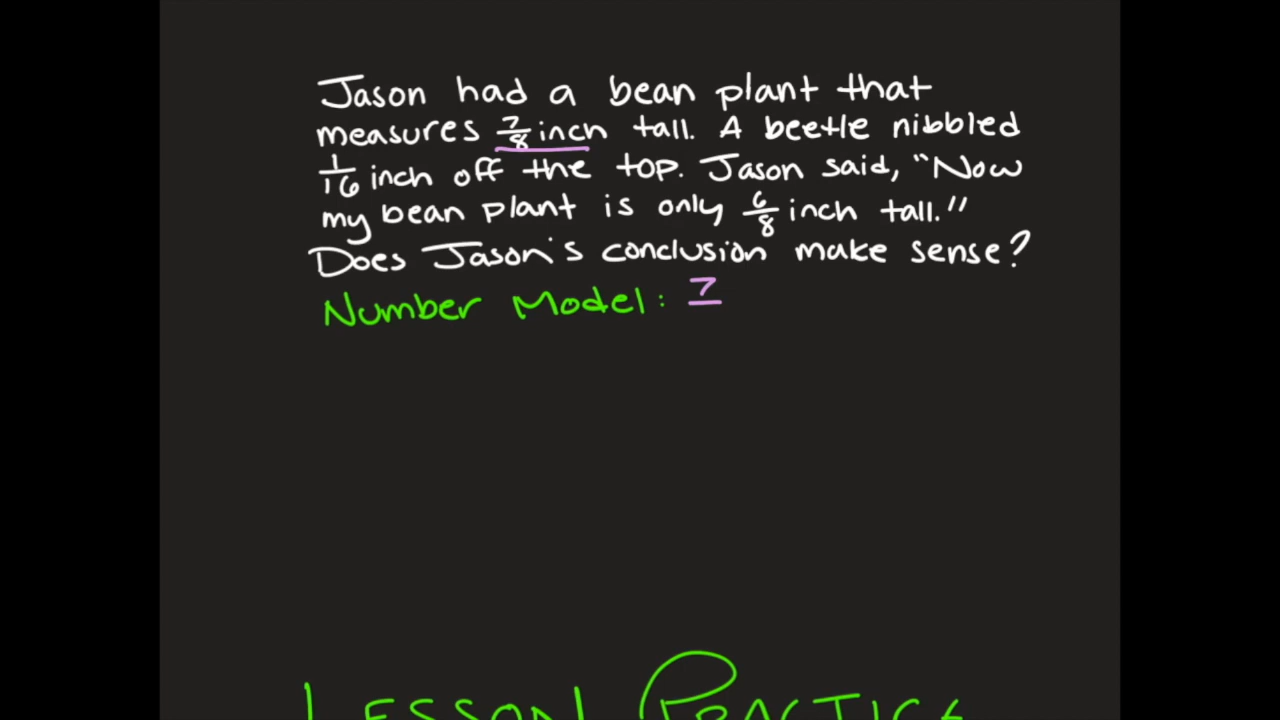 Jason had a bean plant that
measures 7/8 inch tall. A beetle nibbled
1/16 inch off the top. Jason said, "Now
my bean plant is only 6/8 inch tall."
Does Jason's conclusion make sense?
Number Model: 7
LESSON PRACTICE